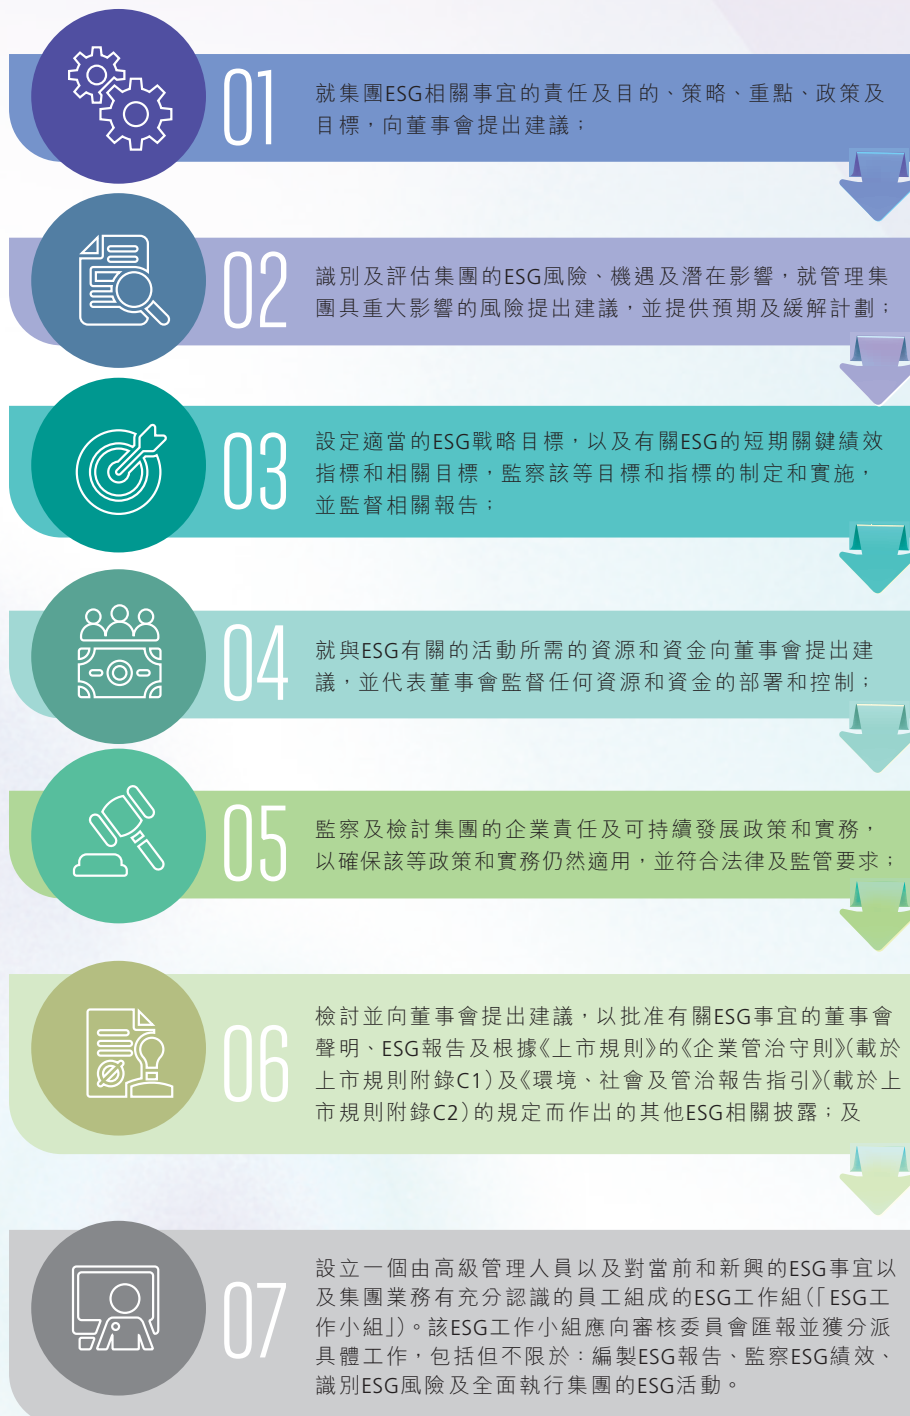 01
就集團ESG相關事宜的責任及目的、策略、重點、政策及
目標，向董事會提出建議；
02
識別及評估集團的ESG風險、機遇及潛在影響，就管理集
團具重大影響的風險提出建議，並提供預期及緩解計劃；
03
設定適當的ESG戰略目標，以及有關ESG的短期關鍵績效
指標和相關目標，監察該等目標和指標的制定和實施，
並監督相關報告；
04
就與ESG有關的活動所需的資源和資金向董事會提出建
議，並代表董事會監督任何資源和資金的部署和控制；
05
監察及檢討集團的企業責任及可持續發展政策和實務，
以確保該等政策和實務仍然適用，並符合法律及監管要求；
06
檢討並向董事會提出建議，以批准有關ESG事宜的董事會
聲明、ESG報告及根據《上市規則》的《企業管治守則》(載於
上市規則附錄C1)及《環境、社會及管治報告指引》(載於上
市規則附錄C2)的規定而作出的其他ESG相關披露；及
07
設立一個由高級管理人員以及對當前和新興的ESG事宜以
及集團業務有充分認識的員工組成的ESG工作組(「ESG工
作小組」)。該ESG工作小組應向審核委員會匯報並獲分派
具體工作，包括但不限於：編製ESG報告、監察ESG績效、
識別ESG風險及全面執行集團的ESG活動。